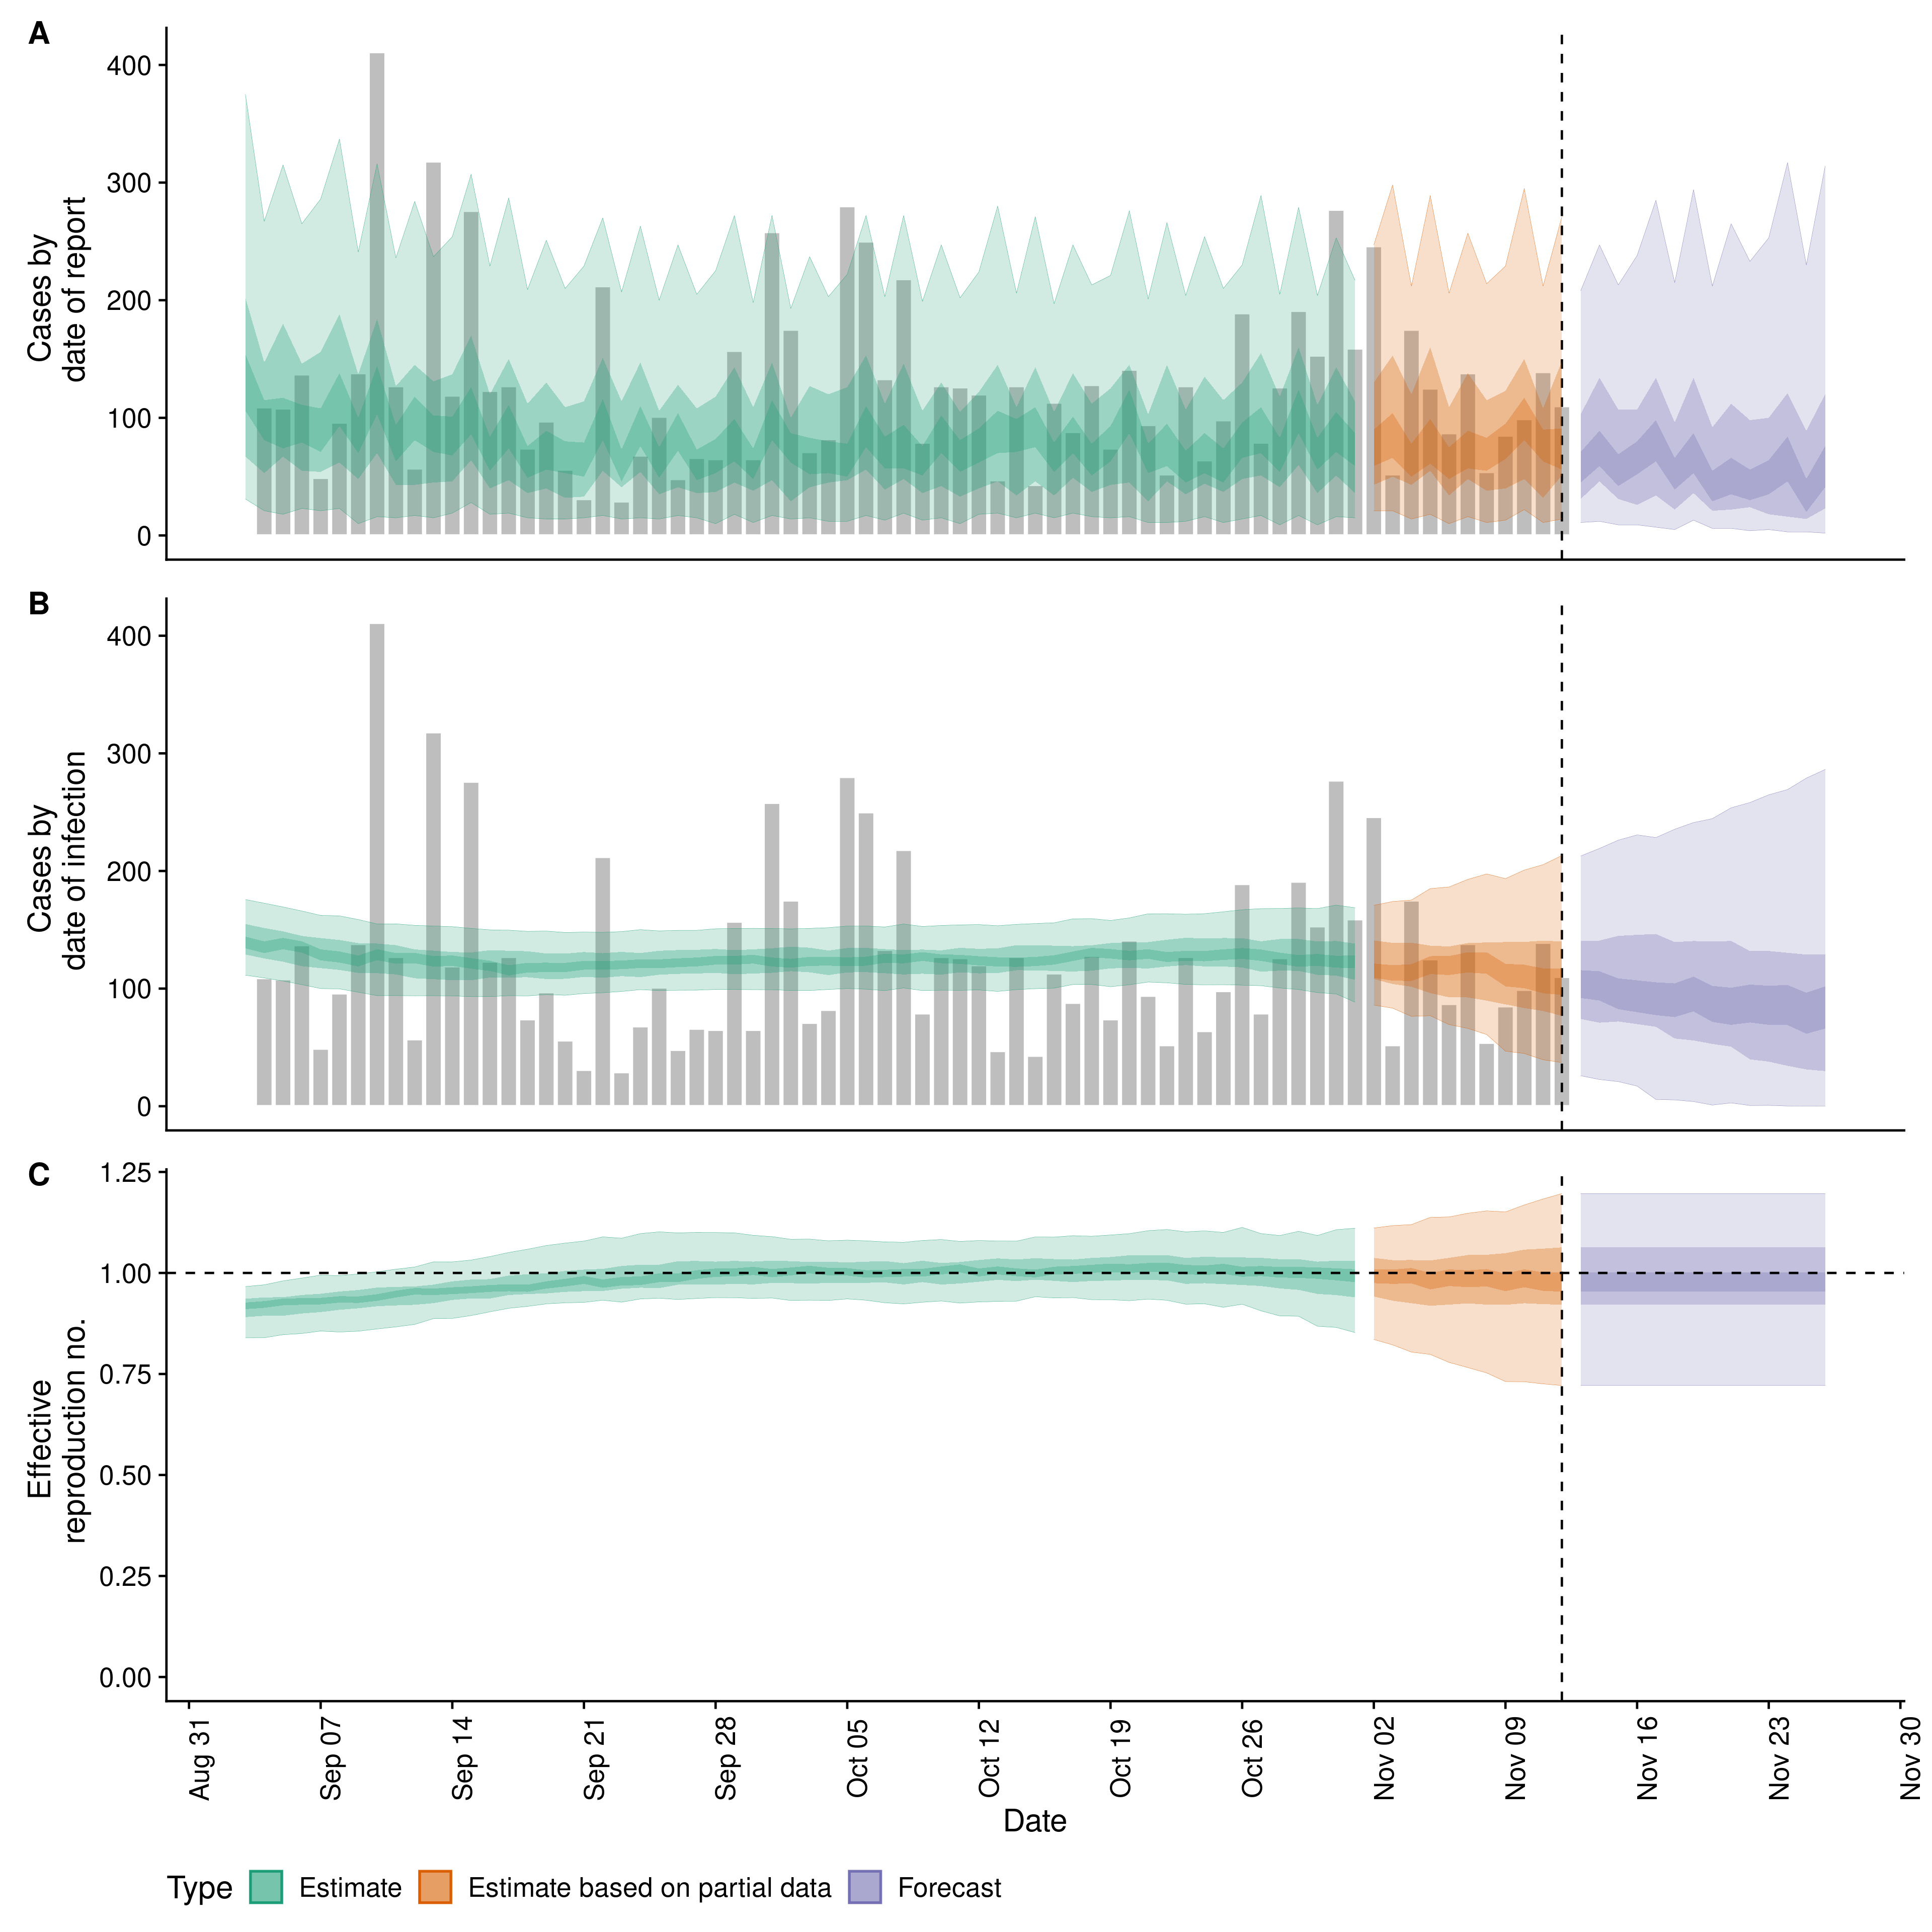 A
Cases by
date of report
400
300
200
100
0
B
Cases by
date of infection
400
300
200
100
0
C
Effective
reproduction no.
1.25
1.00
0.75
0.50
0.25
0.00
Aug 31
Sep 07
Sep 14
Sep 21
Sep 28
Oct 05
Oct 12
Oct 19
Oct 26
Nov 02
Nov 09
Nov 16
Nov 23
Nov 30
Date
Type Estimate Estimate based on partial data Forecast